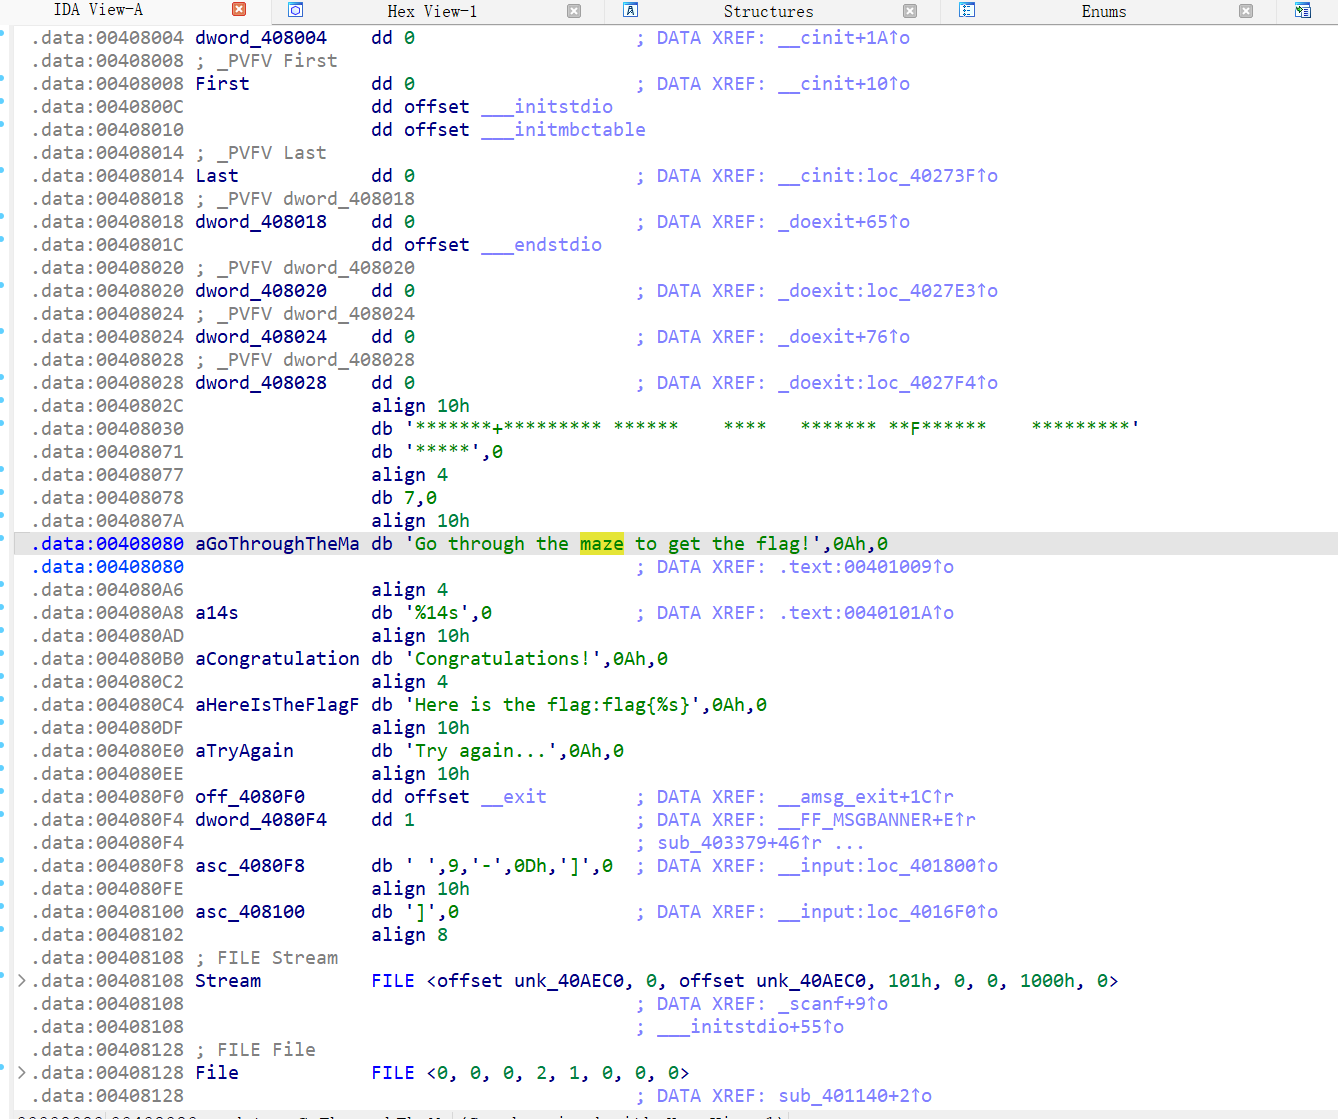 IDA View-A Hex View-1 Structures Enums
.data:00408004 dword_408004 dd 0 ; DATA XREF: __cinit+1A↑o
.data:00408008 ; _PVFV First
.data:00408008 First dd 0 ; DATA XREF: __cinit+10↑o
.data:0040800C dd offset ___initstdio
.data:00408010 dd offset ___initmbctable
.data:00408014 ; _PVFV Last
.data:00408014 Last dd 0 ; DATA XREF: __cinit:loc_40273F↑o
.data:00408018 ; _PVFV dword_408018
.data:00408018 dword_408018 dd 0 ; DATA XREF: _doexit+65↑o
.data:0040801C dd offset ___endstdio
.data:00408020 ; _PVFV dword_408020
.data:00408020 dword_408020 dd 0 ; DATA XREF: _doexit:loc_4027E3↑o
.data:00408024 ; _PVFV dword_408024
.data:00408024 dword_408024 dd 0 ; DATA XREF: _doexit+76↑o
.data:00408028 ; _PVFV dword_408028
.data:00408028 dword_408028 dd 0 ; DATA XREF: _doexit:loc_4027F4↑o
.data:0040802C align 10h
.data:00408030 db '*******+********* ******    ****   ******* **F******    *********'
.data:00408071 db '*****',0
.data:00408077 align 4
.data:00408078 db 7,0
.data:0040807A align 10h
.data:00408080 aGoThroughTheMa db 'Go through the maze to get the flag!',0Ah,0
.data:00408080 ; DATA XREF: .text:00401009↑o
.data:004080A6 align 4
.data:004080A8 a14s db '%14s',0 ; DATA XREF: .text:0040101A↑o
.data:004080AD align 10h
.data:004080B0 aCongratulation db 'Congratulations!',0Ah,0
.data:004080C2 align 4
.data:004080C4 aHereIsTheFlagF db 'Here is the flag:flag{%s}',0Ah,0
.data:004080DF align 10h
.data:004080E0 aTryAgain db 'Try again...',0Ah,0
.data:004080EE align 10h
.data:004080F0 off_4080F0 dd offset __exit ; DATA XREF: __amsg_exit+1C↑r
.data:004080F4 dword_4080F4 dd 1 ; DATA XREF: __FF_MSGBANNER+E↑r
.data:004080F4 ; sub_403379+46↑r ...
.data:004080F8 asc_4080F8 db ' ',9,'-',0Dh,']',0 ; DATA XREF: __input:loc_401800↑o
.data:004080FE align 10h
.data:00408100 asc_408100 db ']',0 ; DATA XREF: __input:loc_4016F0↑o
.data:00408102 align 8
.data:00408108 ; FILE Stream
.data:00408108 Stream FILE <offset unk_40AEC0, 0, offset unk_40AEC0, 101h, 0, 0, 1000h, 0>
.data:00408108 ; DATA XREF: _scanf+9↑o
.data:00408108 ; ___initstdio+55↑o
.data:00408128 ; FILE File
.data:00408128 File FILE <0, 0, 0, 2, 1, 0, 0, 0>
.data:00408128 ; DATA XREF: sub_401140+2↑o